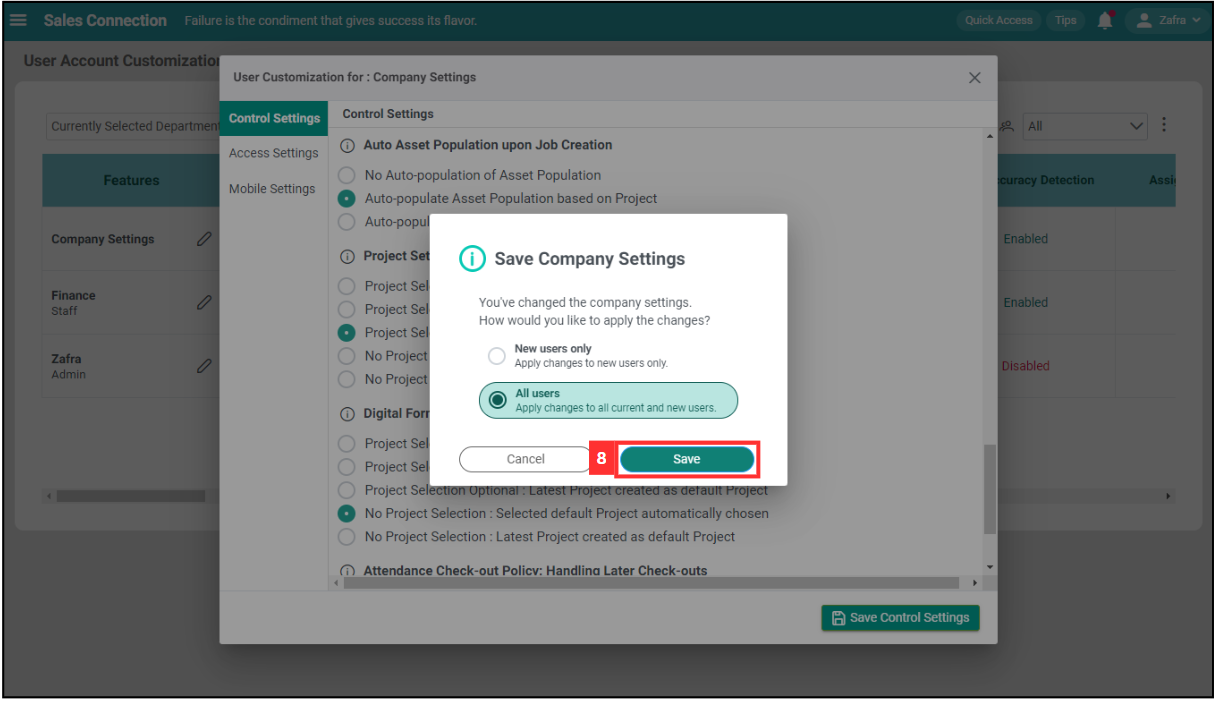 Sales Connection Failure is the condiment that gives success its flavor. Quick Access Tips Zafra
User Account Customization
User Customization for : Company Settings
Currently Selected Department
All
Control Settings
Access Settings
Mobile Settings
Control Settings
Auto Asset Population upon Job Creation
No Auto-population of Asset Population
Auto-populate Asset Population based on Project
Auto-popul
Project Set
Project Sel
Project Sel
Project Sel
No Project
No Project
Digital Forr
Project Sel
Project Sel
Project Selection Optional : Latest Project created as default Project
No Project Selection : Selected default Project automatically chosen
No Project Selection : Latest Project created as default Project
Attendance Check-out Policy: Handling Later Check-outs
Save Control Settings
Features
curacy Detection
Assi
Company Settings
Enabled
Finance
Staff
Enabled
Zafra
Admin
Disabled
Save Company Settings
You've changed the company settings.
How would you like to apply the changes?
New users only
Apply changes to new users only.
All users
Apply changes to all current and new users.
Cancel
8
Save